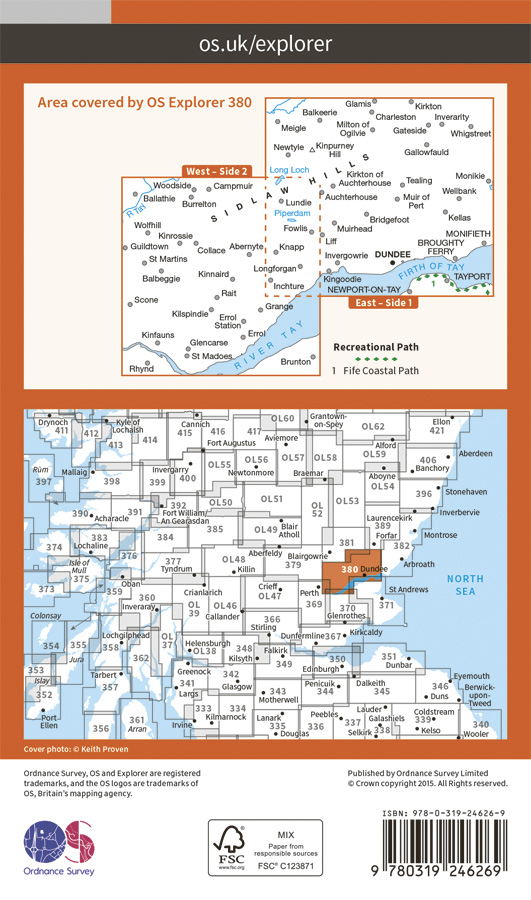 os.uk/explorer
Area covered by OS Explorer 380
Glamis
Kirkton
Balkeerie
Charleston
Inverarity
Meigle
Milton of
Ogilvie
Gateside
Whigstreet
Newtyle
Kinpurney
Hill
Gallowfauld
West – Side 2
Long Loch
SIDLAW HILLS
Woodside
Campmuir
Kirkton of
Auchterhouse
Tealing
Monikie
Ballathie
Burrelton
Lundie
Auchterhouse
Muir of
Pert
Wellbank
R Tay
Piperdie
Bridgefoot
Kellas
Wolfhill
Kinrossie
Fowlis
Muirhead
MONIFIETH
Guildtown
Collace
Abernyte
Knapp
Liff
BROUGHTY
FERRY
St Martins
Invergowrie
DUNDEE
Balbeggie
Kinnaird
Longforgan
Kingoodie
FIRTH OF TAY
TAYPORT
Inchture
NEWPORT-ON-TAY
1
Scone
Rait
Grange
East – Side 1
Kilspindie
Errol
Station
Kinfauns
Errol
Glencarse
St Madoes
RIVER TAY
Rhynd
Brunton
Recreational Path
1 Fife Coastal Path
Drynoch
411
412
Kyle of
Lochalsh
413
414
Cannich
415
416
417
OL60
Grantown-
on-Spey
OL62
Ellon
421
Fort Augustus
Aviemore
Alford
OL59
Aberdeen
Rùm
397
Mallaig
398
Invergarry
399
400
OL55
OL56
Newtonmore
OL57
OL58
Braemar
Aboyne
OL54
406
Banchory
396
Stonehaven
390
Acharacle
391
392
Fort William/
An Gearasdan
OL50
OL51
OL
52
OL53
Laurencekirk
389
Inverbervie
374
383
Lochaline
384
385
OL49
Blair
Atholl
381
Forfar
382
Montrose
Isle of
Mull
376
377
Tyndrum
OL48
Killin
Aberfeldy
379
Blairgowrie
380
Dundee
Arbroath
373
375
Oban
359
Crianlarich
Crieff
OL47
Perth
369
St Andrews
NORTH
SEA
Colonsay
360
Inveraray
OL
39
OL46
Callander
366
370
Glenrothes
371
354
355
Jura
Lochgilphead
358
362
OL
37
Helensburgh
OL38
348
Kilsyth
Stirling
Dunfermline
367
Kirkcaldy
Falkirk
349
350
Edinburgh
351
Dunbar
353
Islay
352
Tarbert
357
Greenock
341
Largs
342
Glasgow
343
Motherwell
Penicuik
344
Dalkeith
345
346
Duns
Eyemouth
Berwick-
upon-
Tweed
Port
Ellen
356
361
Arran
Irvine
333
334
Kilmarnock
Lanark
335
Douglas
Peebles
336
337
Selkirk
Lauder
Galashiels
338
Coldstream
339
Kelso
340
Wooler
Cover photo: © Keith Proven
Ordnance Survey, OS and Explorer are registered
trademarks, and the OS logos are trademarks of
OS, Britain's mapping agency.
Published by Ordnance Survey Limited
© Crown copyright 2015. All Rights reserved.
OS
Ordnance Survey
FSC
www.fsc.org
MIX
Paper from
responsible sources
FSC® C123871
ISBN: 978-0-319-24626-9
9 780319 246269